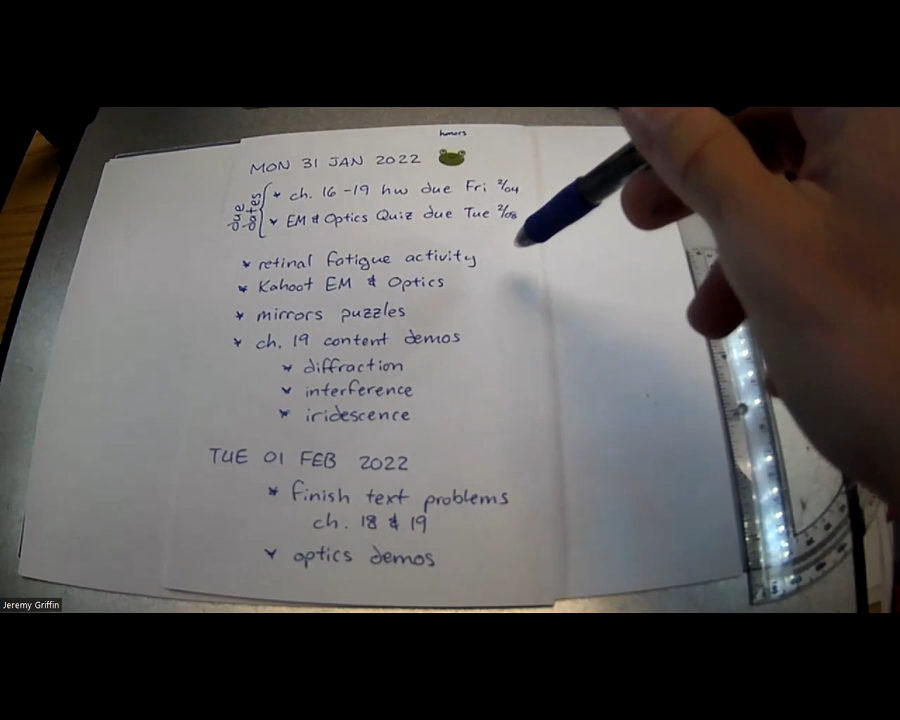 honors
MON 31 JAN 2022
due dates
* ch. 16-19 hw due Fri 2/04
* EM & Optics Quiz due Tue 2/08
* retinal fatigue activity
* Kahoot EM & Optics
* mirrors puzzles
* ch. 19 content demos
* diffraction
* interference
* iridescence
TUE 01 FEB 2022
* finish text problems
ch. 18 & 19
* optics demos
Jeremy Griffin